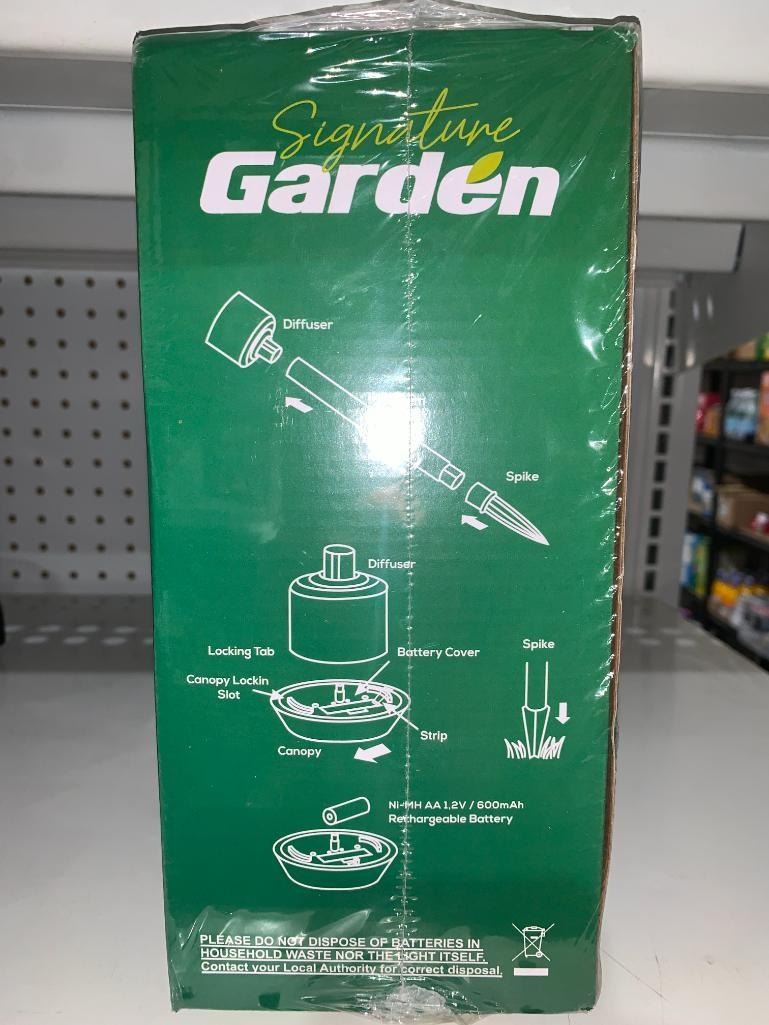 Signature
Garden
Diffuser
Spike
Diffuser
Locking Tab
Battery Cover
Spike
Canopy Lockin
Slot
Strip
Canopy
Ni-MH AA 1,2V / 600mAh
Rechargeable Battery
PLEASE DO NOT DISPOSE OF BATTERIES IN
HOUSEHOLD WASTE NOR THE LIGHT ITSELF.
Contact your Local Authority for correct disposal.